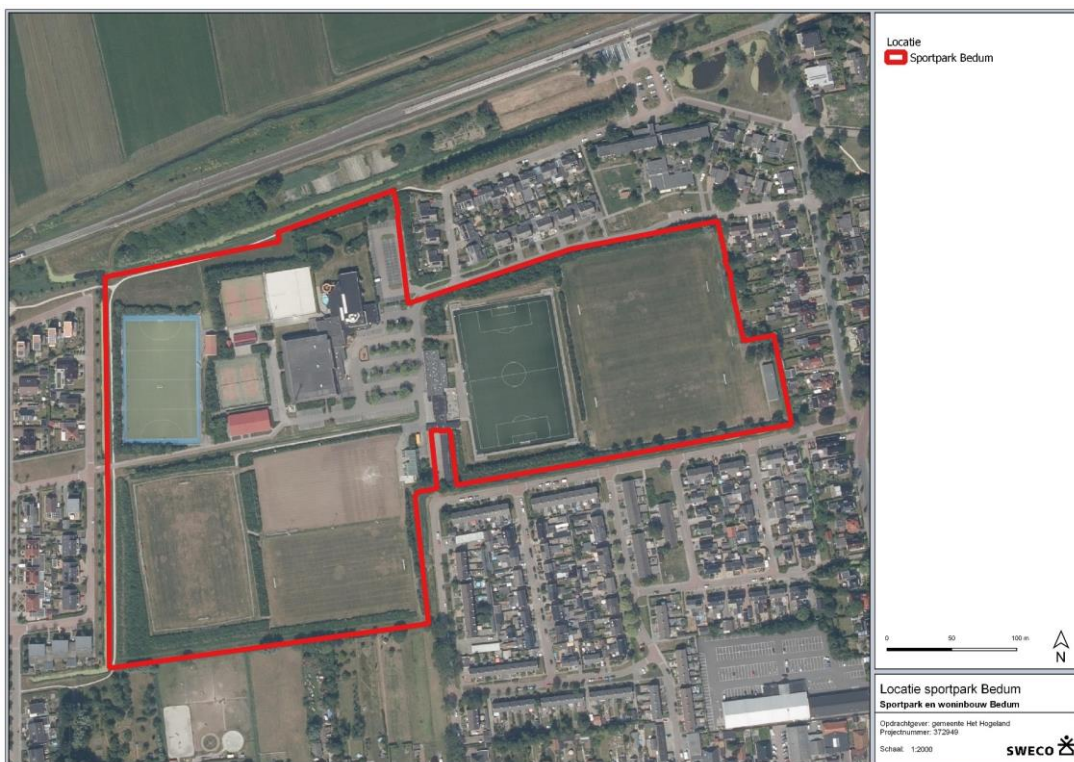 Locatie
Sportpark Bedum
0 50 100 m
N
Locatie sportpark Bedum
Sportpark en woninbouw Bedum
Opdrachtgever: gemeente Het Hogeland
Projectnummer: 372949
Schaal: 1:2000
SWECO